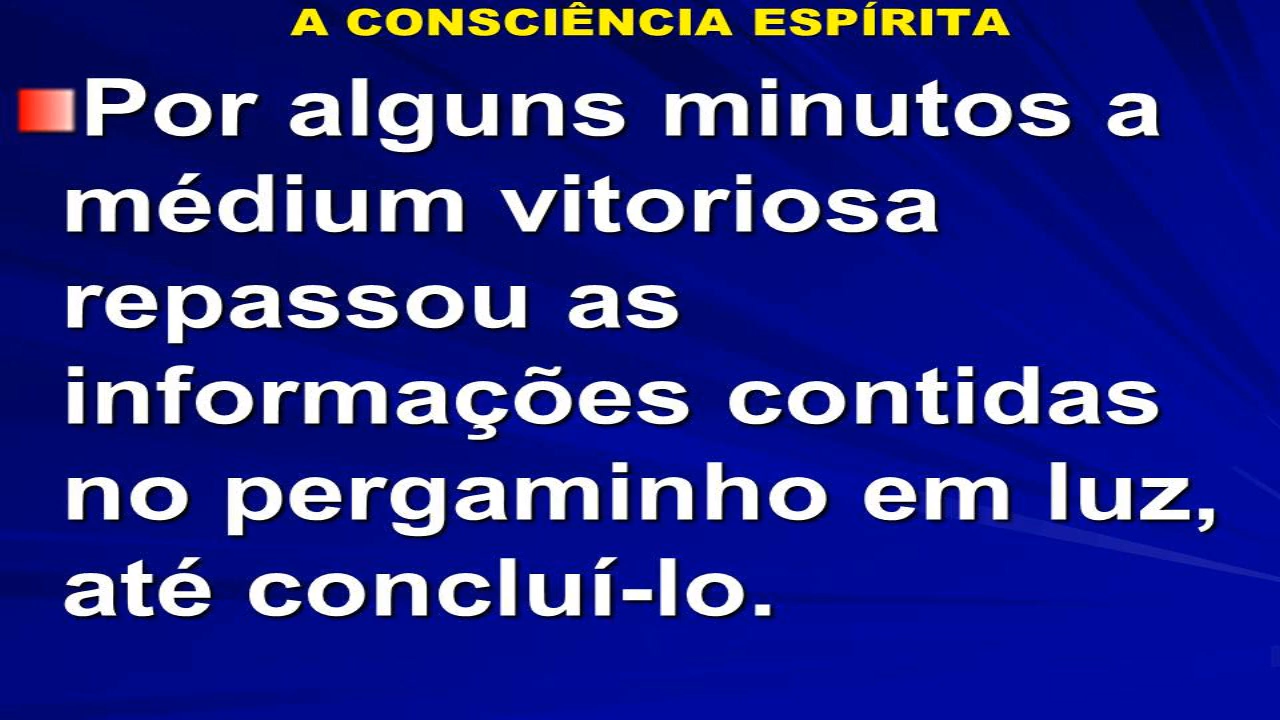 A CONSCIÊNCIA ESPÍRITA
Por alguns minutos a
médium vitoriosa
repassou as
informações contidas
no pergaminho em luz,
até concluí-lo.